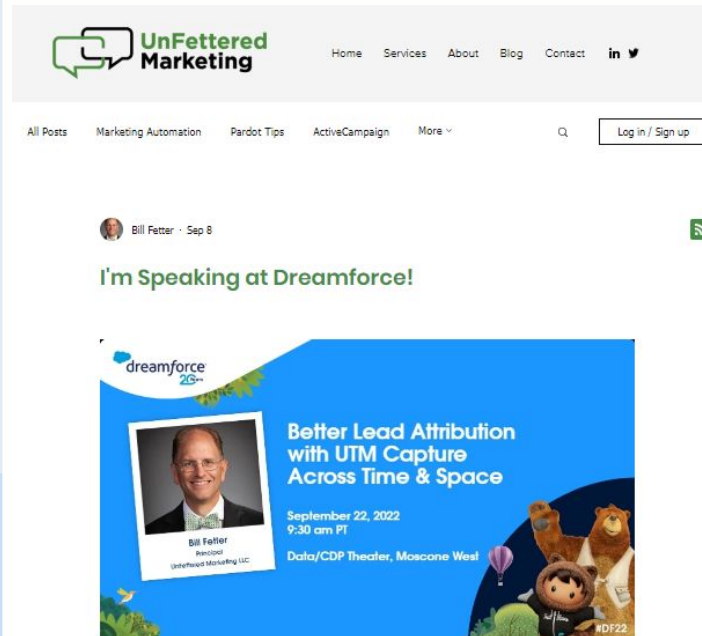 UnFettered
Marketing
Home Services About Blog Contact in
All Posts Marketing Automation Pardot Tips ActiveCampaign More Log in / Sign up
Bill Fetter · Sep 8
I'm Speaking at Dreamforce!
dreamforce
Better Lead Attribution
with UTM Capture
Across Time & Space
September 22, 2022
9:30 am PT
Data/CDP Theater, Moscone West
Bill Fetter
Principal
UnFettered Marketing LLC
#DF22